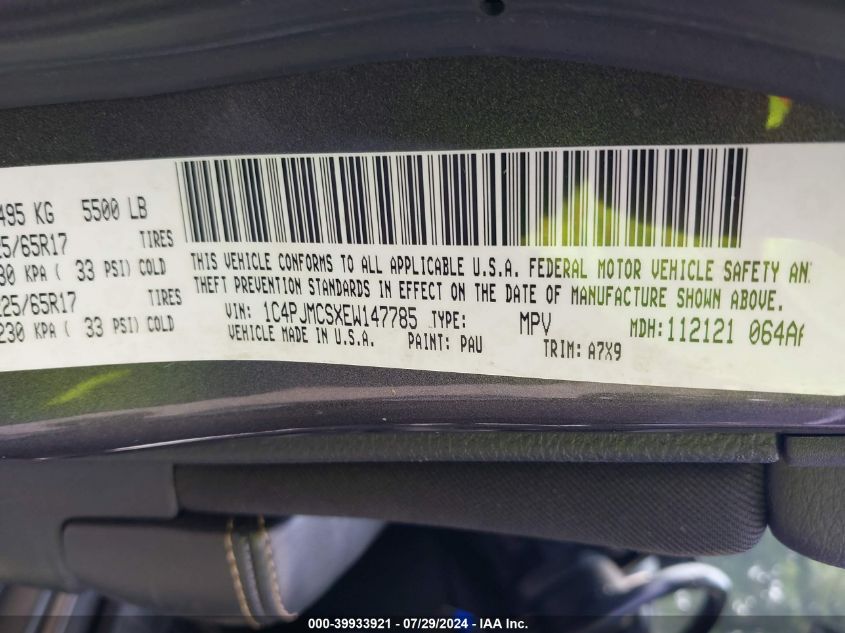 495 KG 5500 LB
25/65R17 TIRES
230 KPA ( 33 PSI) COLD
225/65R17 TIRES
230 KPA ( 33 PSI) COLD
THIS VEHICLE CONFORMS TO ALL APPLICABLE U.S.A. FEDERAL MOTOR VEHICLE SAFETY AN
THEFT PREVENTION STANDARDS IN EFFECT ON THE DATE OF MANUFACTURE SHOWN ABOVE.
VIN: 1C4PJMCSXEW147785 TYPE: MPV MDH: 112121 064AA
VEHICLE MADE IN U.S.A. PAINT: PAU TRIM: A7X9
000-39933921 / 07/29/2024 - IAA Inc.